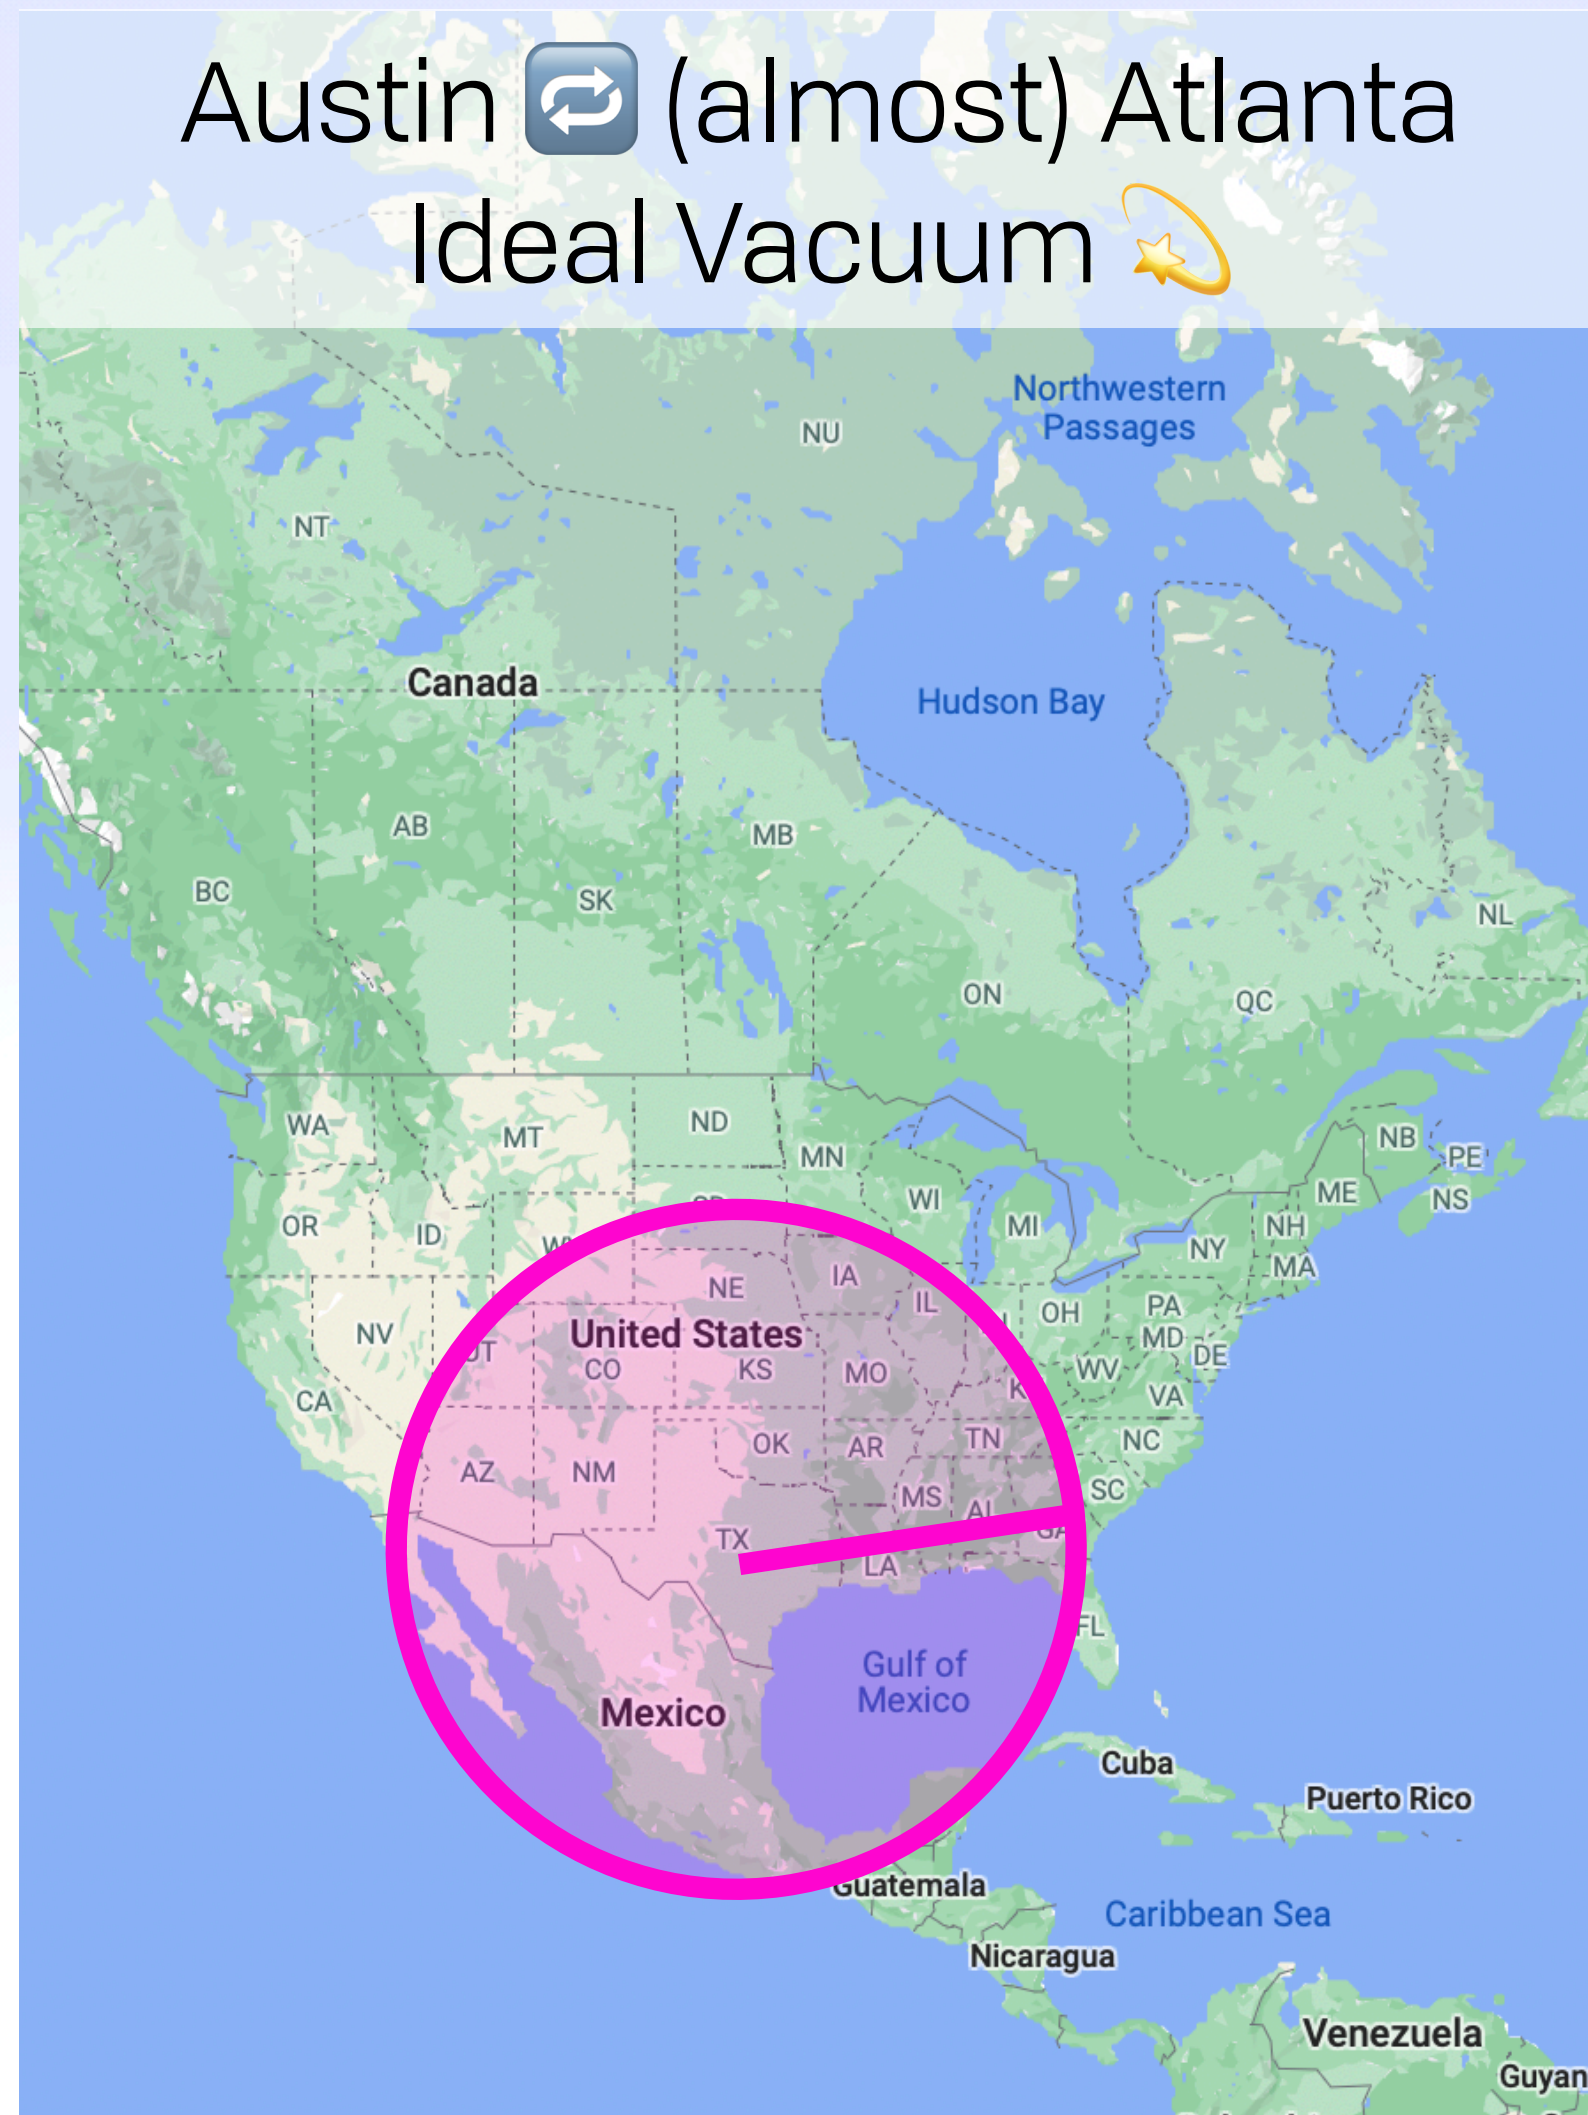 Austin 🔁 (almost) Atlanta
Ideal Vacuum 💫
Northwestern
Passages
NU
NT
Canada
Hudson Bay
AB
MB
BC
SK
NL
ON
QC
WA
MT
ND
MN
NB
PE
OR
ID
WI
MI
ME
NS
NH
NY
MA
NE
IA
IL
OH
PA
MD
DE
NV
United States
CO
KS
MO
WV
VA
CA
AZ
NM
OK
AR
TN
NC
MS
SC
TX
LA
FL
Gulf of
Mexico
Mexico
Cuba
Puerto Rico
Guatemala
Caribbean Sea
Nicaragua
Venezuela
Guyan